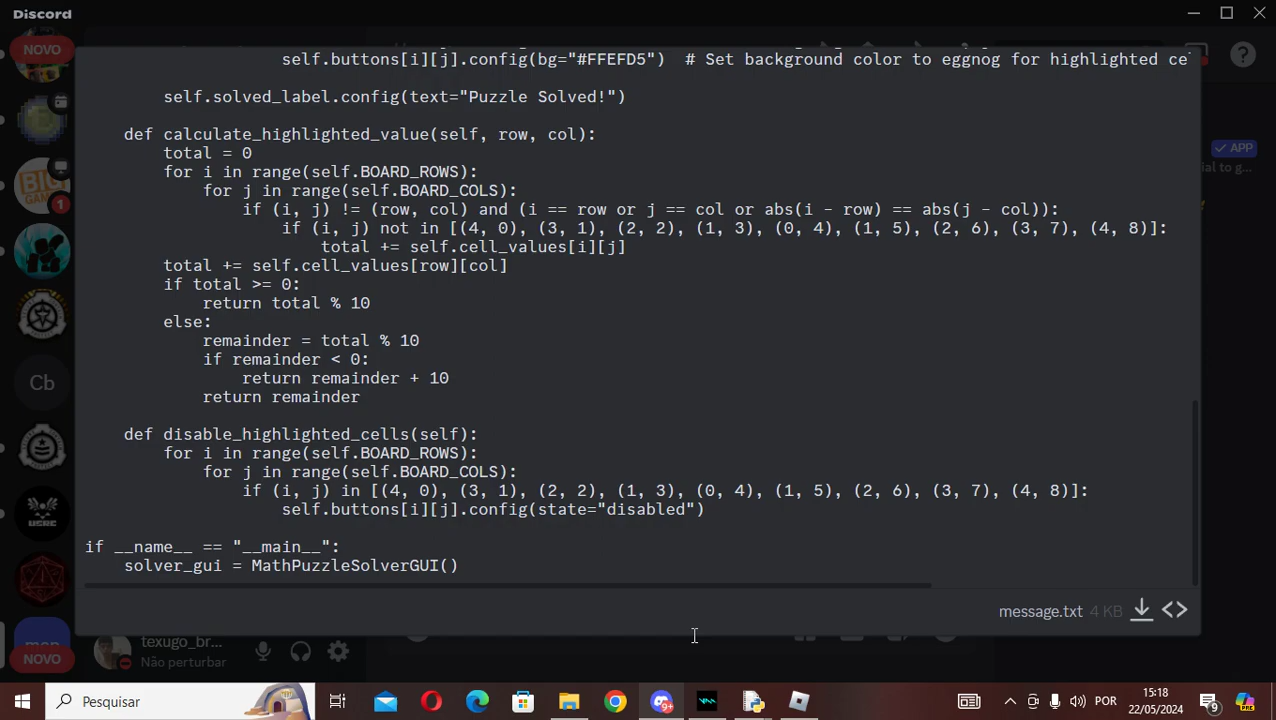 Discord
NOVO
self.buttons[i][j].config(bg="#FFEFD5")  # Set background color to eggnog for highlighted ce
self.solved_label.config(text="Puzzle Solved!")
def calculate_highlighted_value(self, row, col):
total = 0
for i in range(self.BOARD_ROWS):
for j in range(self.BOARD_COLS):
if (i, j) != (row, col) and (i == row or j == col or abs(i - row) == abs(j - col)):
if (i, j) not in [(4, 0), (3, 1), (2, 2), (1, 3), (0, 4), (1, 5), (2, 6), (3, 7), (4, 8)]:
total += self.cell_values[i][j]
total += self.cell_values[row][col]
if total >= 0:
return total % 10
else:
remainder = total % 10
if remainder < 0:
return remainder + 10
return remainder
def disable_highlighted_cells(self):
for i in range(self.BOARD_ROWS):
for j in range(self.BOARD_COLS):
if (i, j) in [(4, 0), (3, 1), (2, 2), (1, 3), (0, 4), (1, 5), (2, 6), (3, 7), (4, 8)]:
self.buttons[i][j].config(state="disabled")
if __name__ == "__main__":
solver_gui = MathPuzzleSolverGUI()
message.txt 4 KB
APP
ial to g...
1
Cb
USRC
NOVO
texugo_br...
Não perturbar
Pesquisar
9+
POR
15:18
22/05/2024
9
PRE